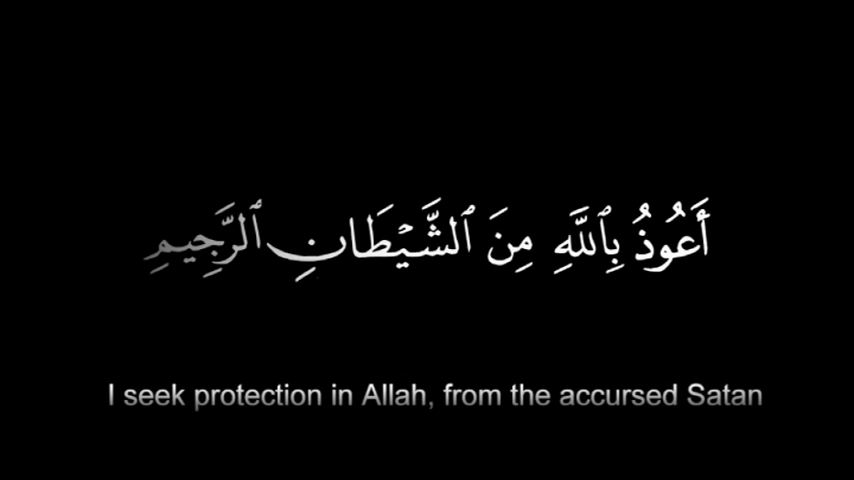 أَعُوذُ بِٱللَّهِ مِنَ ٱلشَّيْطَانِ ٱلرَّجِيمِ
I seek protection in Allah, from the accursed Satan